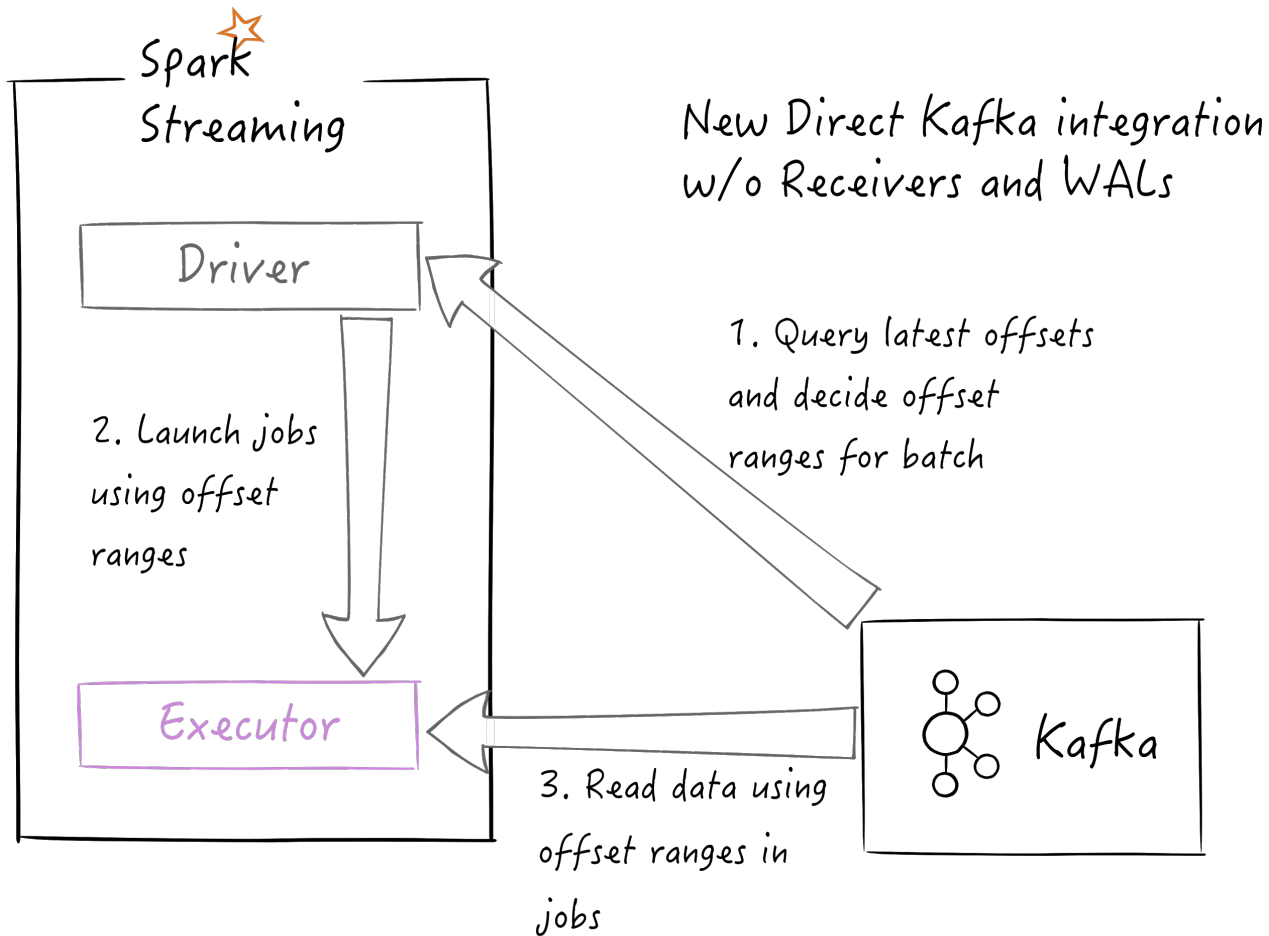 Spark
Streaming
New Direct Kafka integration
w/o Receivers and WALs
Driver
1. Query latest offsets
and decide offset
ranges for batch
2. Launch jobs
using offset
ranges
Executor
Kafka
3. Read data using
offset ranges in
jobs